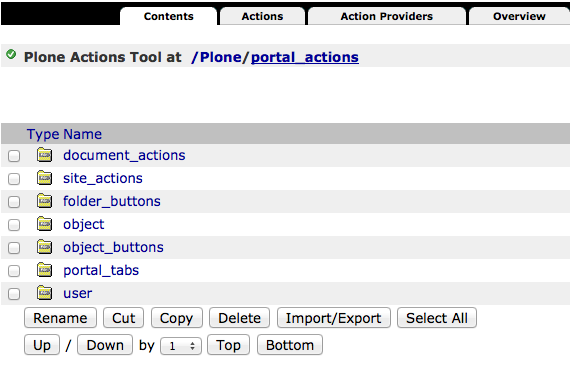 Contents Actions Action Providers Overview
Plone Actions Tool at /Plone/portal_actions
Type Name
document_actions
site_actions
folder_buttons
object
object_buttons
portal_tabs
user
Rename Cut Copy Delete Import/Export Select All
Up / Down by 1 Top Bottom